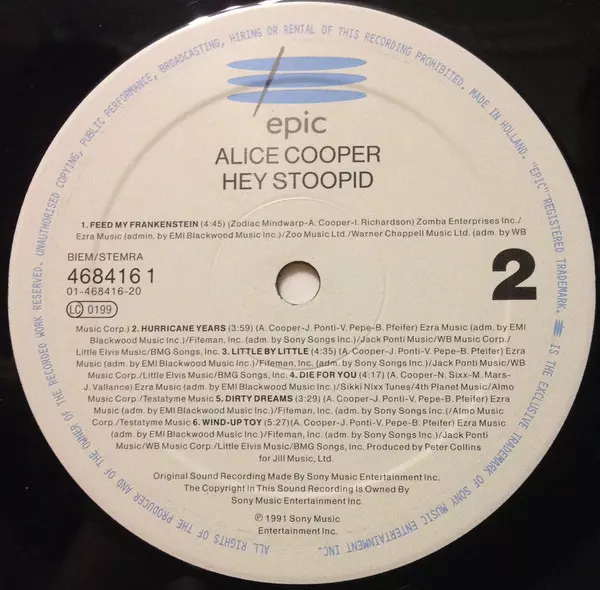 epic
ALICE COOPER
HEY STOOPID
1. FEED MY FRANKENSTEIN (4:45) (Zodiac Mindwarp-A. Cooper-I. Richardson) Zomba Enterprises Inc./
Ezra Music (admin. by EMI Blackwood Music Inc.)/Zoo Music Ltd./Warner Chappell Music Ltd. (adm. by WB
BIEM/STEMRA
468416 1
01-468416-20
LC 0199
2
Music Corp.) 2. HURRICANE YEARS (3:59) (A. Cooper-J. Ponti-V. Pepe-B. Pfeifer) Ezra Music (adm. by EMI
Blackwood Music Inc.)/Fifeman, Inc. (adm. by Sony Songs Inc.)/Jack Ponti Music/WB Music Corp./
Little Elvis Music/BMG Songs, Inc. 3. LITTLE BY LITTLE (4:35) (A. Cooper-J. Ponti-V. Pepe-B. Pfeifer) Ezra
Music (adm. by EMI Blackwood Music Inc.)/Fifeman, Inc. (adm. by Sony Songs Inc.)/Jack Ponti Music/WB Music
Corp./Little Elvis Music/BMG Songs, Inc. 4. DIE FOR YOU (4:17) (A. Cooper-N. Sixx-M. Mars-
J. Vallance) Ezra Music (adm. by EMI Blackwood Music Inc.)/Sikki Nixx Tunes/4th Planet Music/Almo
Music Corp./Testatyme Music 5. DIRTY DREAMS (3:29) (A. Cooper-J. Ponti-V. Pepe-B. Pfeifer) Ezra Music
(adm. by EMI Blackwood Music Inc.)/Fifeman, Inc. (adm. by Sony Songs Inc.)/Almo Music
Corp./Testatyme Music 6. WIND-UP TOY (5:27) (A. Cooper-J. Ponti-V. Pepe-B. Pfeifer) Ezra
Music (adm. by EMI Blackwood Music Inc.)/Fifeman, Inc. (adm. by Sony Songs Inc.)/Jack Ponti
Music/WB Music Corp./Little Elvis Music/BMG Songs, Inc. Produced by Peter Collins
for Jill Music, Ltd.
Original Sound Recording Made By Sony Music Entertainment Inc.
The Copyright in This Sound Recording is Owned By
Sony Music Entertainment Inc.
℗ 1991 Sony Music
Entertainment Inc.
ALL RIGHTS OF THE PRODUCER AND OF THE OWNER OF THE RECORDED WORK RESERVED. UNAUTHORISED COPYING, PUBLIC PERFORMANCE, BROADCASTING, HIRING OR RENTAL OF THIS RECORDING PROHIBITED. MADE IN HOLLAND. "EPIC" REGISTERED TRADEMARK. IS THE EXCLUSIVE TRADEMARK OF SONY MUSIC ENTERTAINMENT INC.